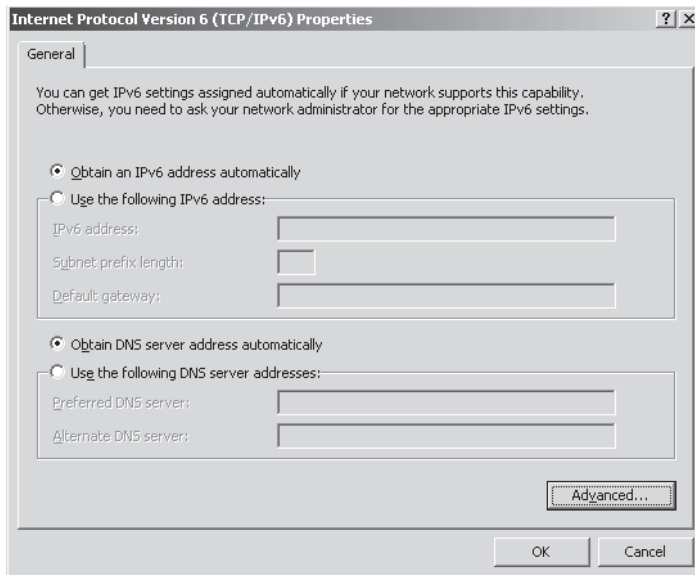 Internet Protocol Version 6 (TCP/IPv6) Properties
? X
General
You can get IPv6 settings assigned automatically if your network supports this capability.
Otherwise, you need to ask your network administrator for the appropriate IPv6 settings.
Obtain an IPv6 address automatically
Use the following IPv6 address:
IPv6 address:
Subnet prefix length:
Default gateway:
Obtain DNS server address automatically
Use the following DNS server addresses:
Preferred DNS server:
Alternate DNS server:
Advanced...
OK Cancel